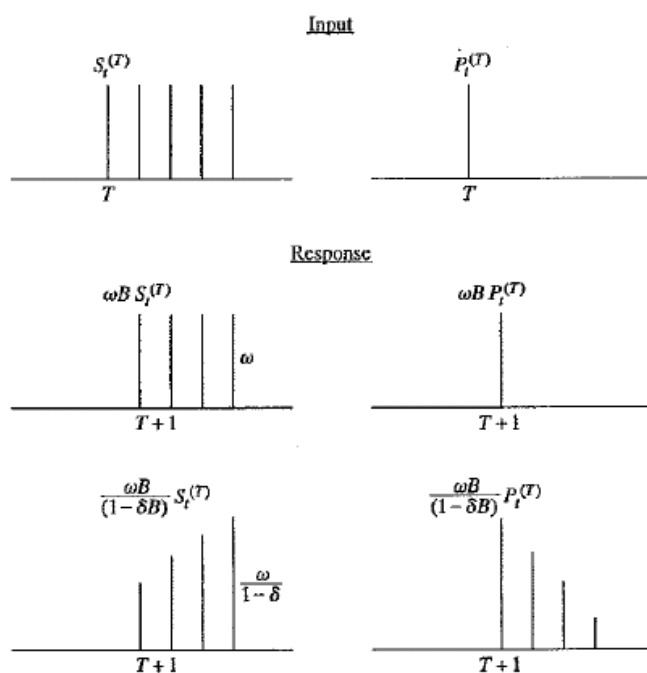 Input
S_t^(T)
P_t^(T)
T
T
Response
ωB S_t^(T)
ωB P_t^(T)
ω
T + 1
T + 1
ωB/(1 − δB) S_t^(T)
ωB/(1 − δB) P_t^(T)
ω/1 − δ
T + 1
T + 1